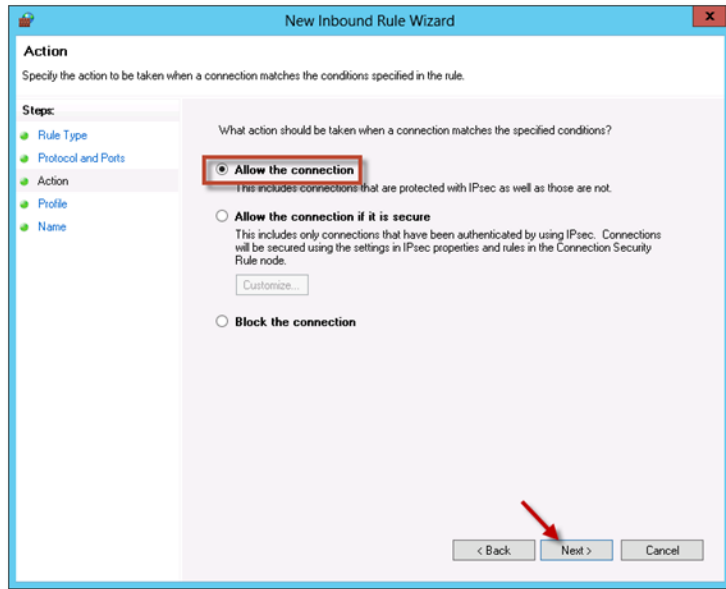 New Inbound Rule Wizard
x
Action
Specify the action to be taken when a connection matches the conditions specified in the rule.
Steps:
Rule Type
Protocol and Ports
Action
Profile
Name
What action should be taken when a connection matches the specified conditions?
Allow the connection
This includes connections that are protected with IPsec as well as those are not.
Allow the connection if it is secure
This includes only connections that have been authenticated by using IPsec. Connections
will be secured using the settings in IPsec properties and rules in the Connection Security
Rule node.
Customize...
Block the connection
< Back
Next >
Cancel